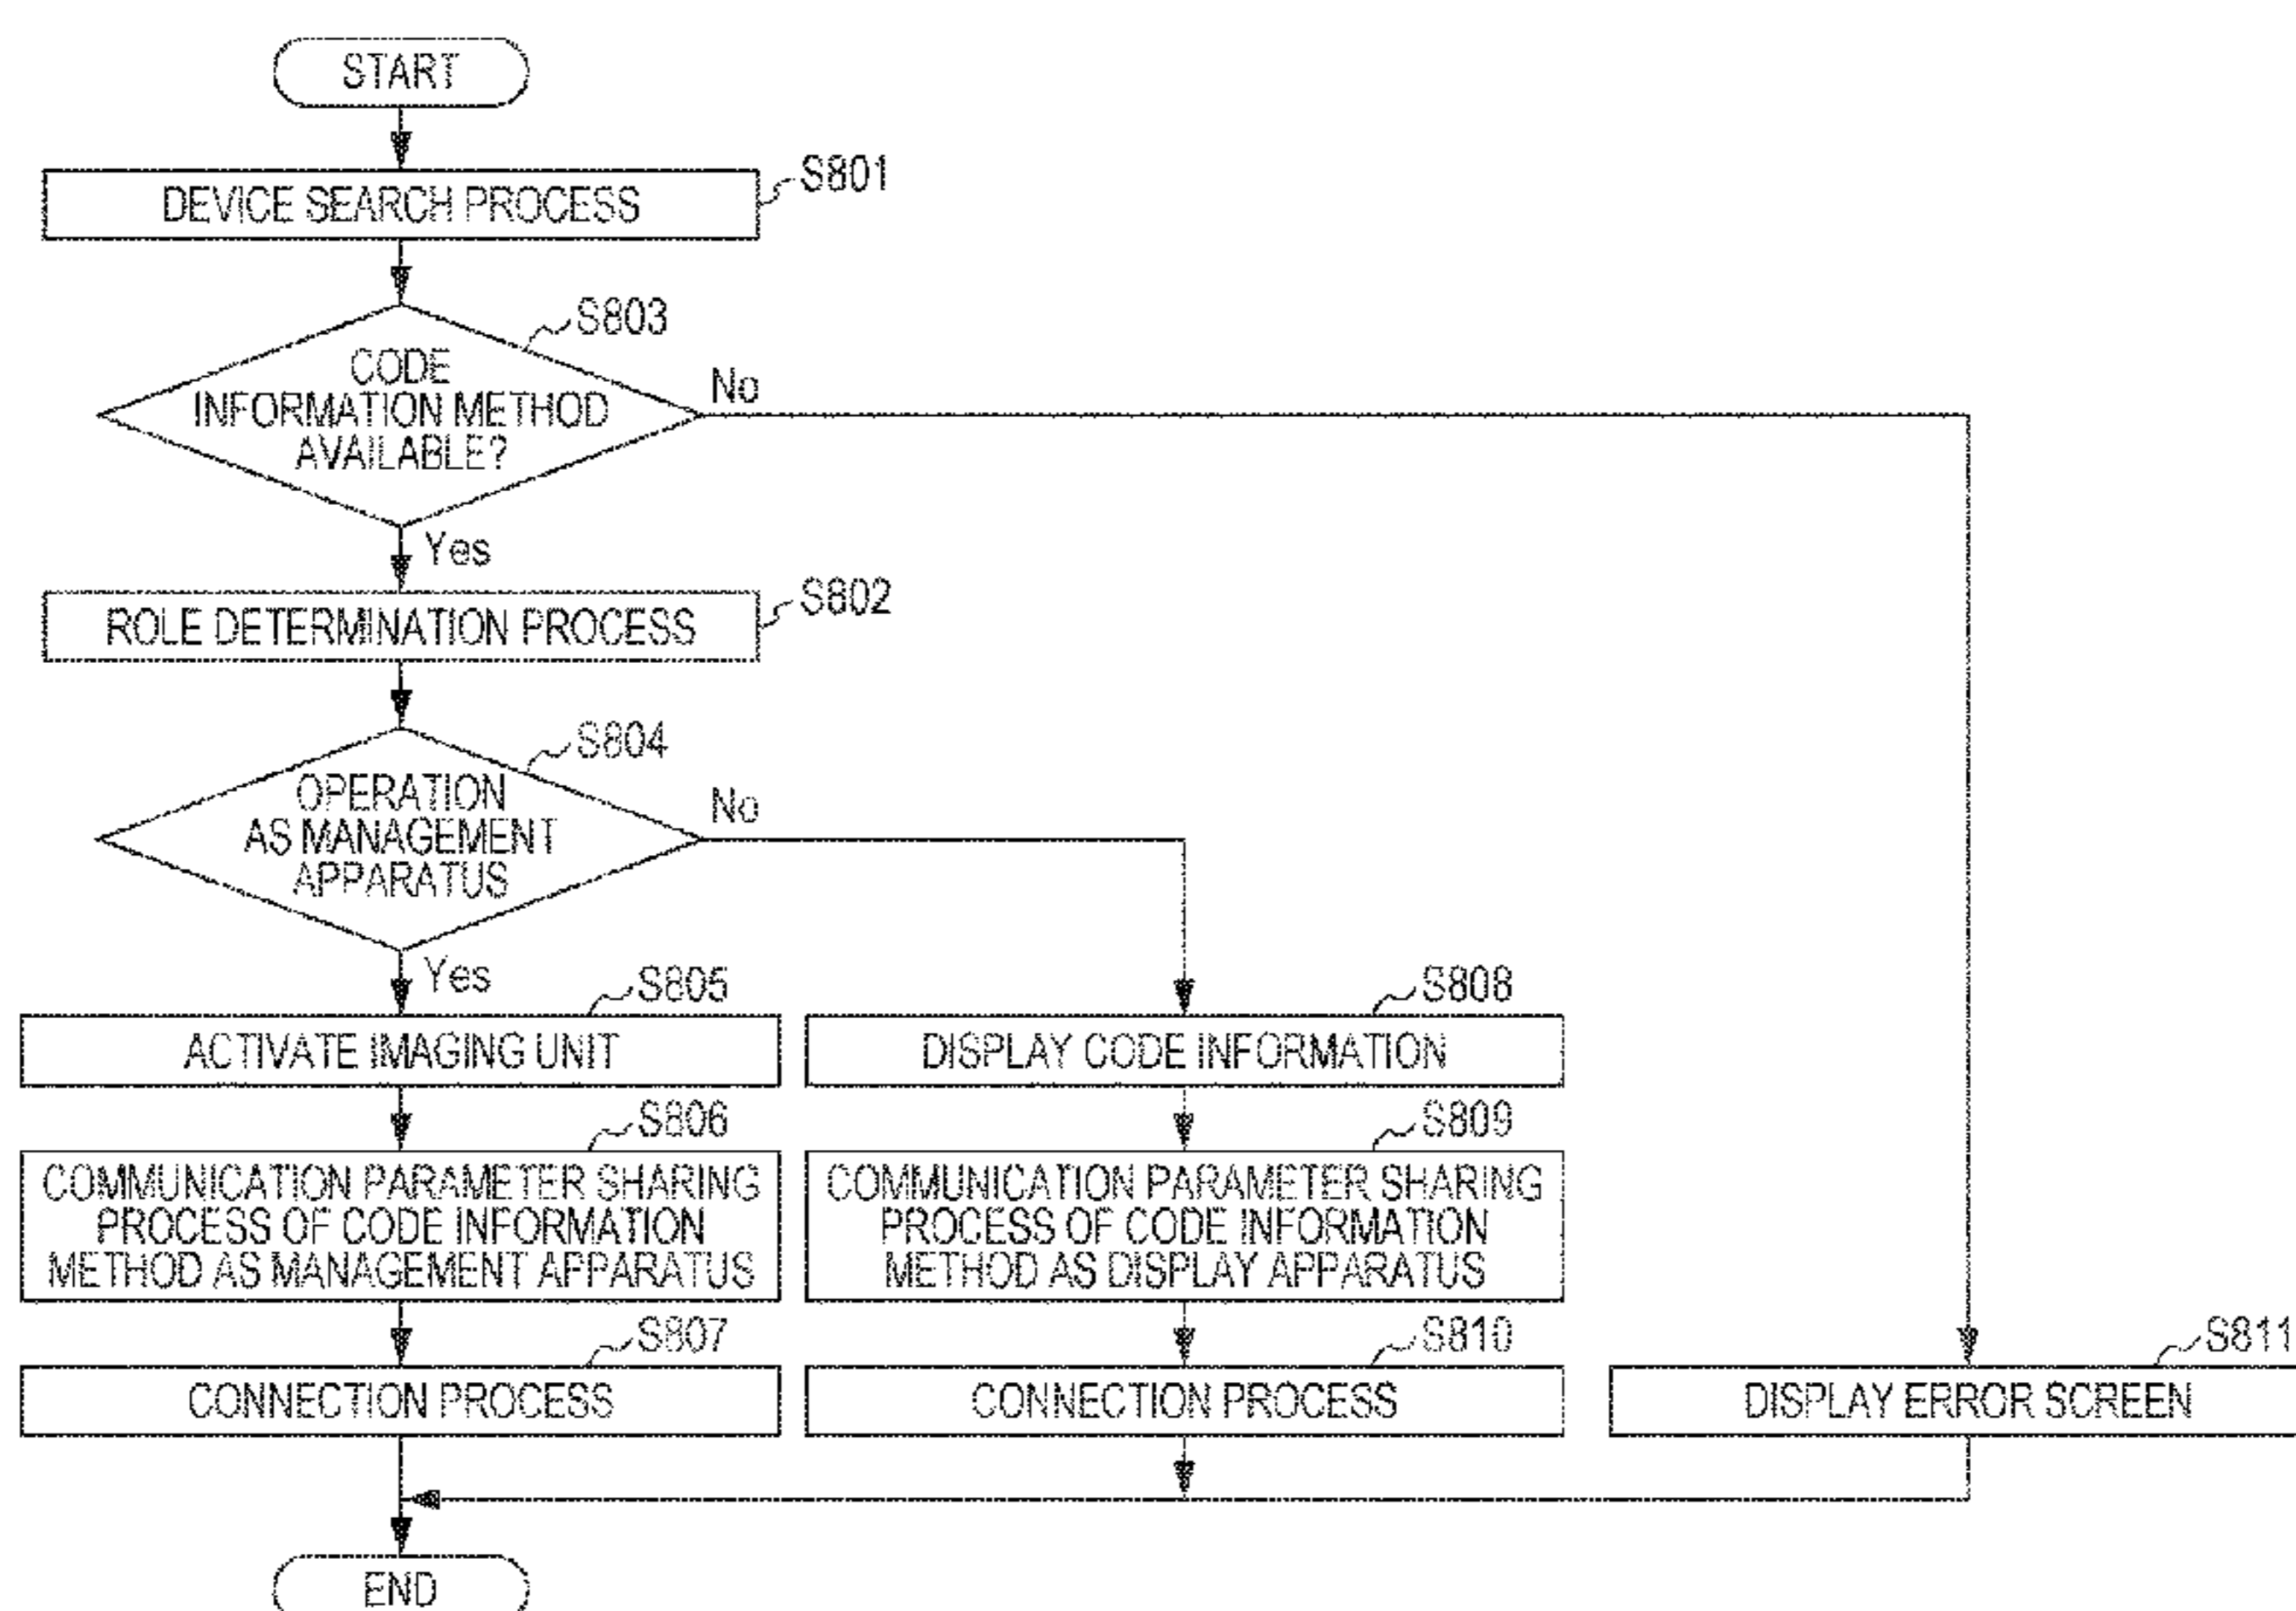 START
S801
DEVICE SEARCH PROCESS
S803
CODE
INFORMATION METHOD
AVAILABLE?
No
Yes
S802
ROLE DETERMINATION PROCESS
S804
OPERATION
AS MANAGEMENT
APPARATUS
No
Yes
S805
ACTIVATE IMAGING UNIT
S806
COMMUNICATION PARAMETER SHARING
PROCESS OF CODE INFORMATION
METHOD AS MANAGEMENT APPARATUS
S807
CONNECTION PROCESS
S808
DISPLAY CODE INFORMATION
S809
COMMUNICATION PARAMETER SHARING
PROCESS OF CODE INFORMATION
METHOD AS DISPLAY APPARATUS
S810
CONNECTION PROCESS
S811
DISPLAY ERROR SCREEN
END